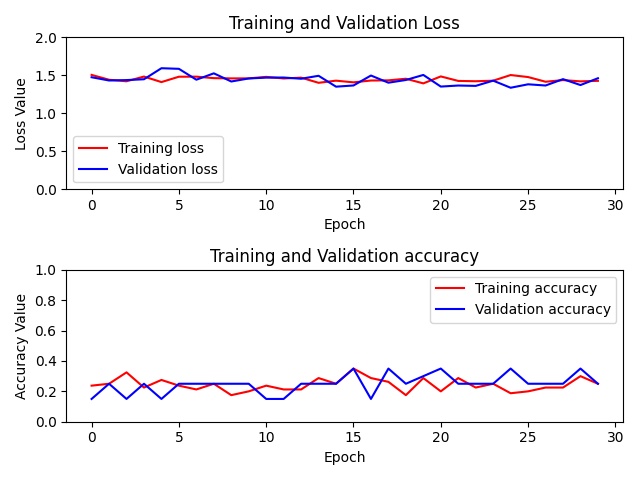 Training and Validation Loss
2.0
1.5
1.0
0.5
0.0
Loss Value
Training loss
Validation loss
0 5 10 15 20 25 30
Epoch
Training and Validation accuracy
1.0
0.8
0.6
0.4
0.2
0.0
Accuracy Value
Training accuracy
Validation accuracy
0 5 10 15 20 25 30
Epoch